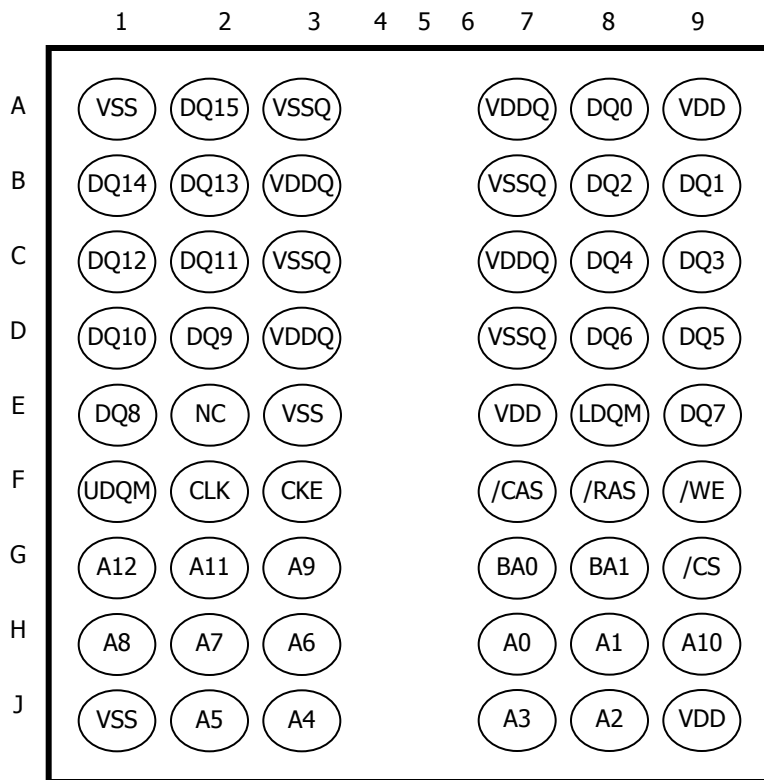 1 2 3 4 5 6 7 8 9
A VSS DQ15 VSSQ VDDQ DQ0 VDD
B DQ14 DQ13 VDDQ VSSQ DQ2 DQ1
C DQ12 DQ11 VSSQ VDDQ DQ4 DQ3
D DQ10 DQ9 VDDQ VSSQ DQ6 DQ5
E DQ8 NC VSS VDD LDQM DQ7
F UDQM CLK CKE /CAS /RAS /WE
G A12 A11 A9 BA0 BA1 /CS
H A8 A7 A6 A0 A1 A10
J VSS A5 A4 A3 A2 VDD